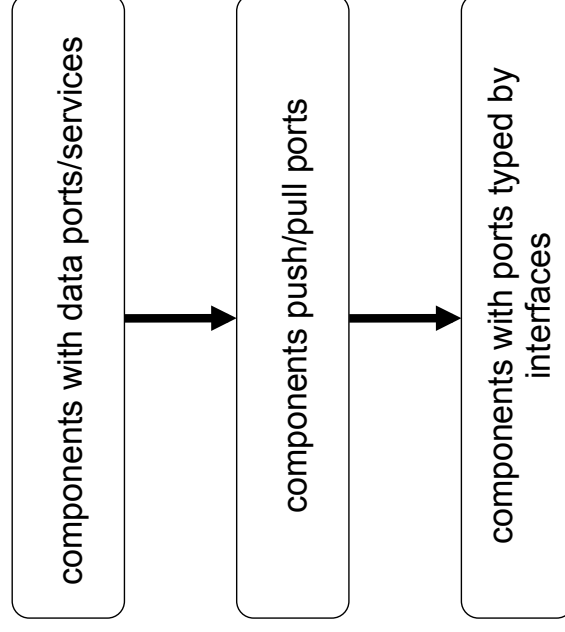 components with data ports/services
components push/pull ports
components with ports typed by
interfaces